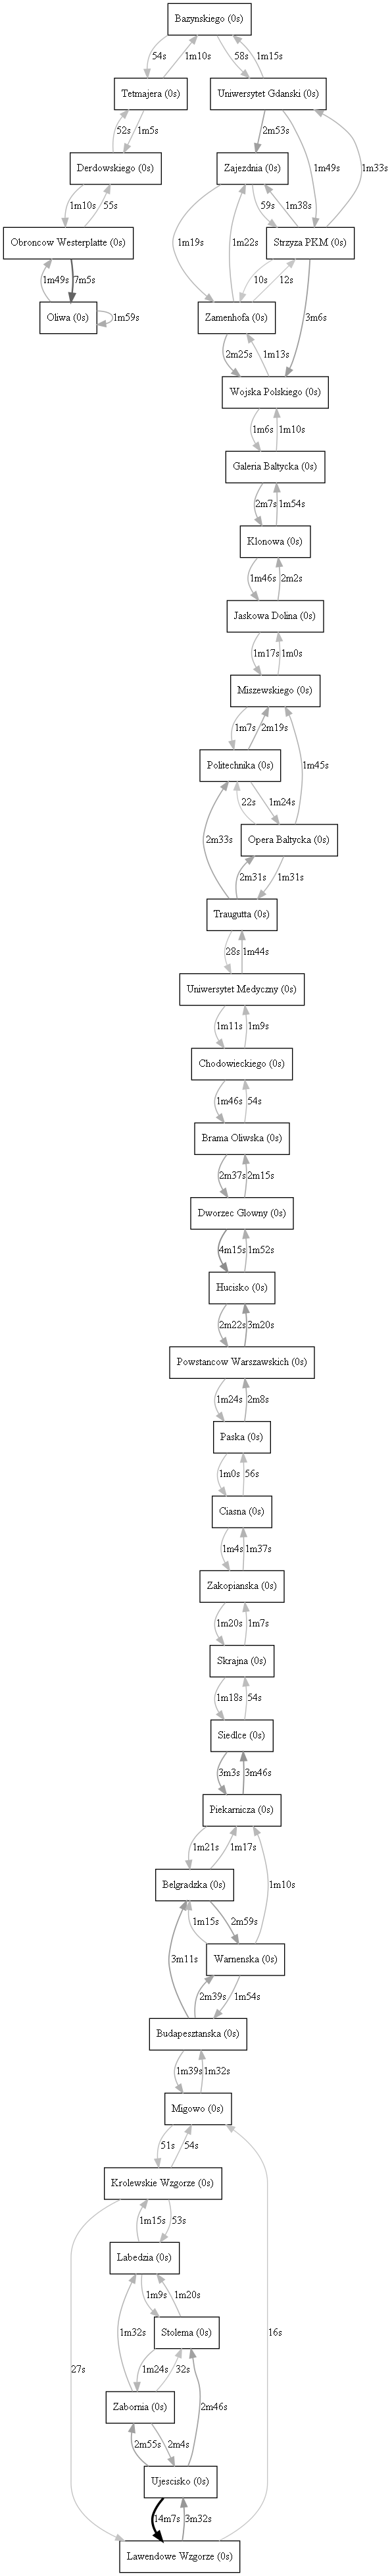 Bazynskiego (0s)
54s
1m10s
58s
1m15s
Tetmajera (0s)
Uniwersytet Gdanski (0s)
52s
1m5s
2m53s
Derdowskiego (0s)
Zajezdnia (0s)
1m49s
1m33s
1m10s
55s
1m19s
1m22s
59s
1m38s
Obroncow Westerplatte (0s)
Strzyza PKM (0s)
1m49s
7m5s
10s
12s
Oliwa (0s)
1m59s
Zamenhofa (0s)
3m6s
2m25s
1m13s
Wojska Polskiego (0s)
1m6s
1m10s
Galeria Baltycka (0s)
2m7s
1m54s
Klonowa (0s)
1m46s
2m2s
Jaskowa Dolina (0s)
1m17s
1m0s
Miszewskiego (0s)
1m7s
2m19s
Politechnika (0s)
1m45s
22s
1m24s
2m33s
Opera Baltycka (0s)
2m31s
1m31s
Traugutta (0s)
28s
1m44s
Uniwersytet Medyczny (0s)
1m11s
1m9s
Chodowieckiego (0s)
1m46s
54s
Brama Oliwska (0s)
2m37s
2m15s
Dworzec Glowny (0s)
4m15s
1m52s
Hucisko (0s)
2m22s
3m20s
Powstancow Warszawskich (0s)
1m24s
2m8s
Paska (0s)
1m0s
56s
Ciasna (0s)
1m4s
1m37s
Zakopianska (0s)
1m20s
1m7s
Skrajna (0s)
1m18s
54s
Siedlce (0s)
3m3s
3m46s
Piekarnicza (0s)
1m21s
1m17s
Belgradzka (0s)
1m10s
1m15s
2m59s
3m11s
Warnenska (0s)
2m39s
1m54s
Budapesztanska (0s)
1m39s
1m32s
Migowo (0s)
51s
54s
Krolewskie Wzgorze (0s)
1m15s
53s
Labedzia (0s)
1m9s
1m20s
1m32s
Stolema (0s)
27s
16s
1m24s
32s
Zabornia (0s)
2m46s
2m55s
2m4s
Ujescisko (0s)
14m7s
3m32s
Lawendowe Wzgorze (0s)